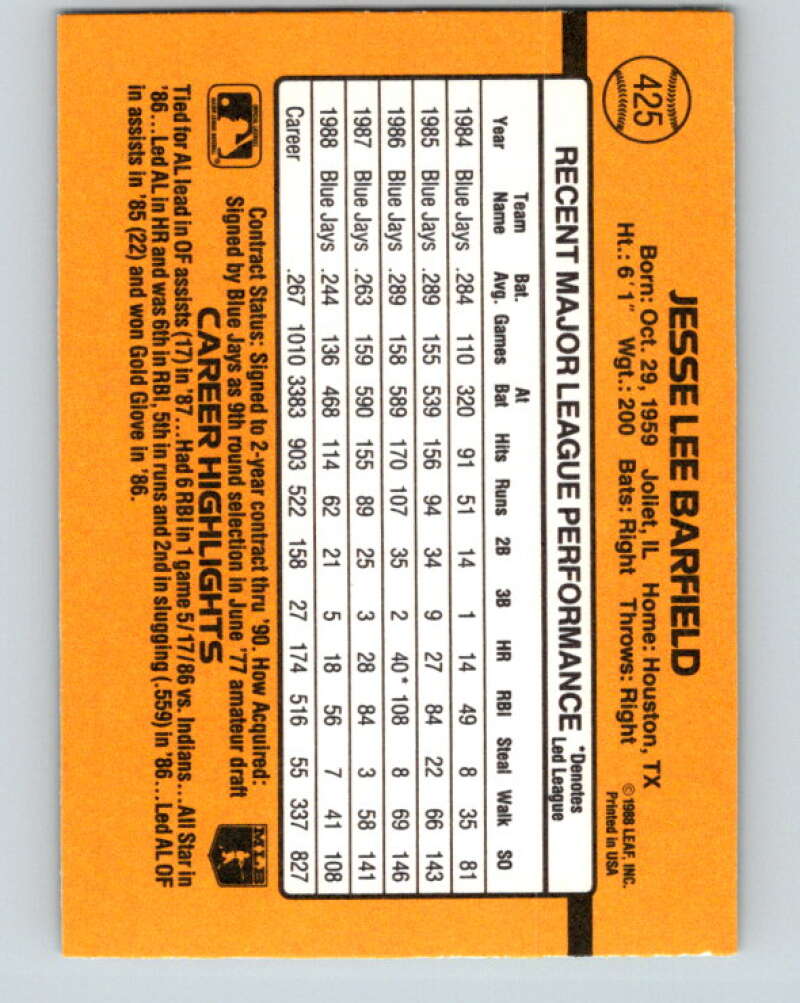 425
JESSE LEE BARFIELD
Born: Oct. 29, 1959 Joliet, IL Home: Houston, TX
Ht.: 6'1" Wgt.: 200 Bats: Right Throws: Right
© 1988 LEAF, INC.
Printed in USA
RECENT MAJOR LEAGUE PERFORMANCE *Denotes Led League
Year Team Name Bat. Avg. Games At Bat Hits Runs 2B 3B HR RBI Steal Walk SO
1984 Blue Jays .284 110 320 91 51 14 1 14 49 8 35 81
1985 Blue Jays .289 155 539 156 94 34 9 27 84 22 66 143
1986 Blue Jays .289 158 589 170 107 35 2 40* 108 8 69 146
1987 Blue Jays .263 159 590 155 89 25 3 28 84 3 58 141
1988 Blue Jays .244 136 468 114 62 21 5 18 56 7 41 108
Career .267 1010 3383 903 522 158 27 174 516 55 337 827
Contract Status: Signed to 2-year contract thru '90. How Acquired:
Signed by Blue Jays as 9th round selection in June '77 amateur draft
MLB
CAREER HIGHLIGHTS
Tied for AL lead in OF assists (17) in '87...Had 6 RBI in 1 game 5/17/86 vs. Indians...All Star in
'86...Led AL in HR and was 6th in RBI, 5th in runs and 2nd in slugging (.559) in '86...Led AL OF
in assists in '85 (22) and won Gold Glove in '86.